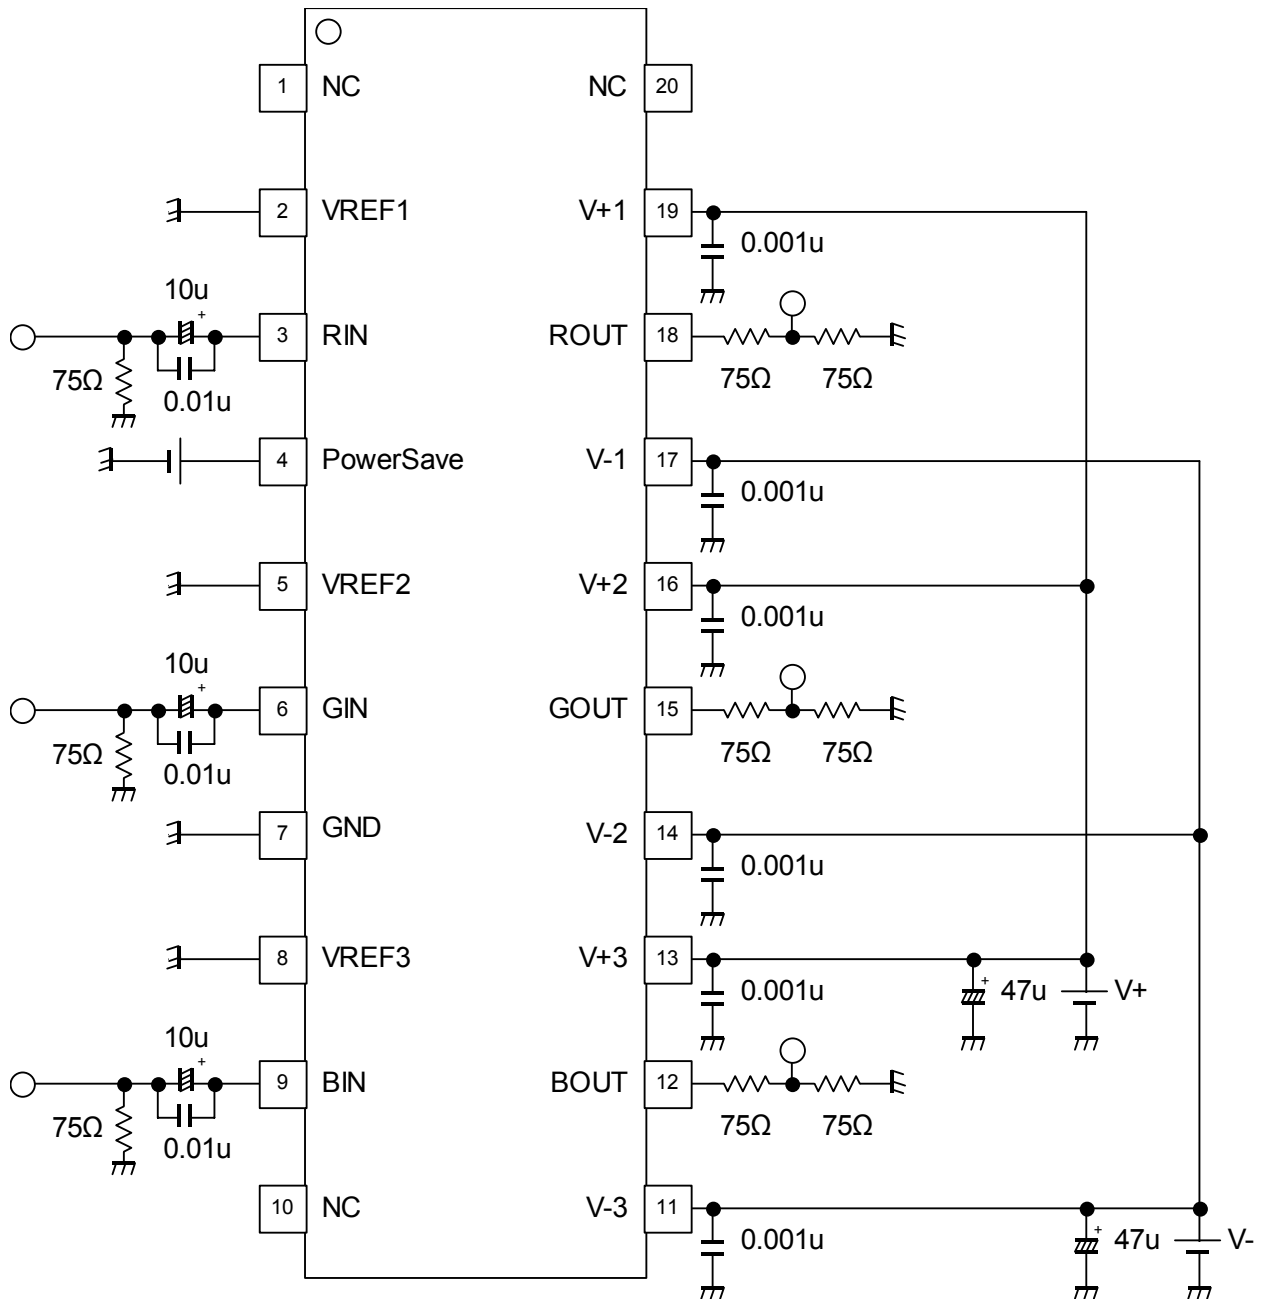 1 NC NC 20
2 VREF1 V+1 19
0.001u
10u
+
3 RIN ROUT 18
75Ω 0.01u 75Ω 75Ω
4 PowerSave V-1 17
0.001u
5 VREF2 V+2 16
0.001u
10u
+
6 GIN GOUT 15
75Ω 0.01u 75Ω 75Ω
7 GND V-2 14
0.001u
8 VREF3 V+3 13
0.001u + 47u V+
10u
+
9 BIN BOUT 12
75Ω 0.01u 75Ω 75Ω
10 NC V-3 11
0.001u + 47u V-